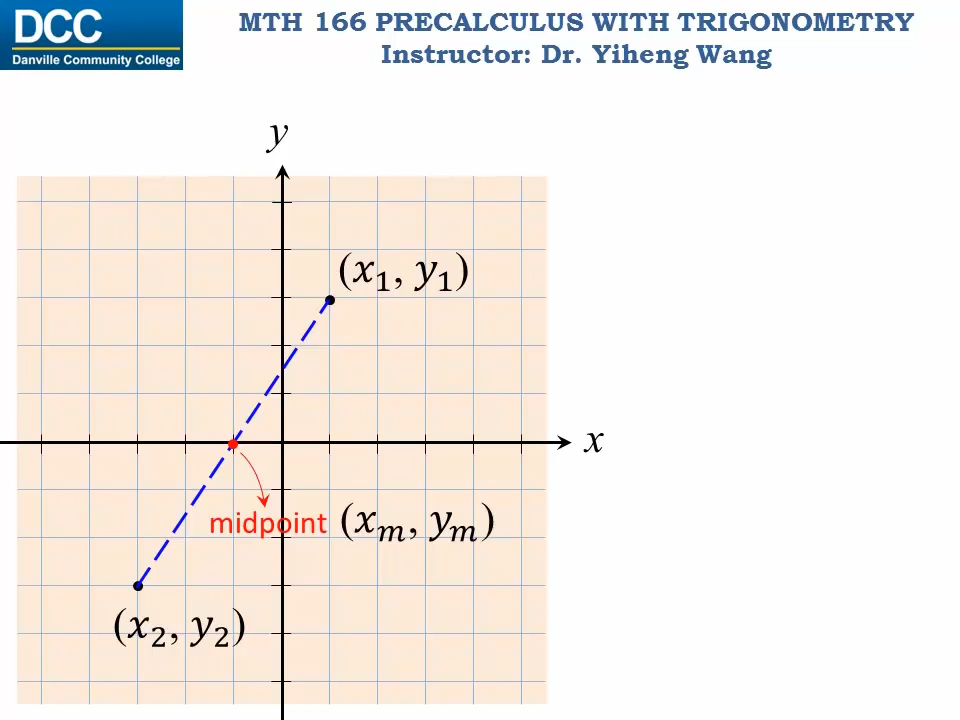 DCC
Danville Community College
MTH 166 PRECALCULUS WITH TRIGONOMETRY
Instructor: Dr. Yiheng Wang
y
(x₁, y₁)
x
midpoint (xₘ, yₘ)
(x₂, y₂)